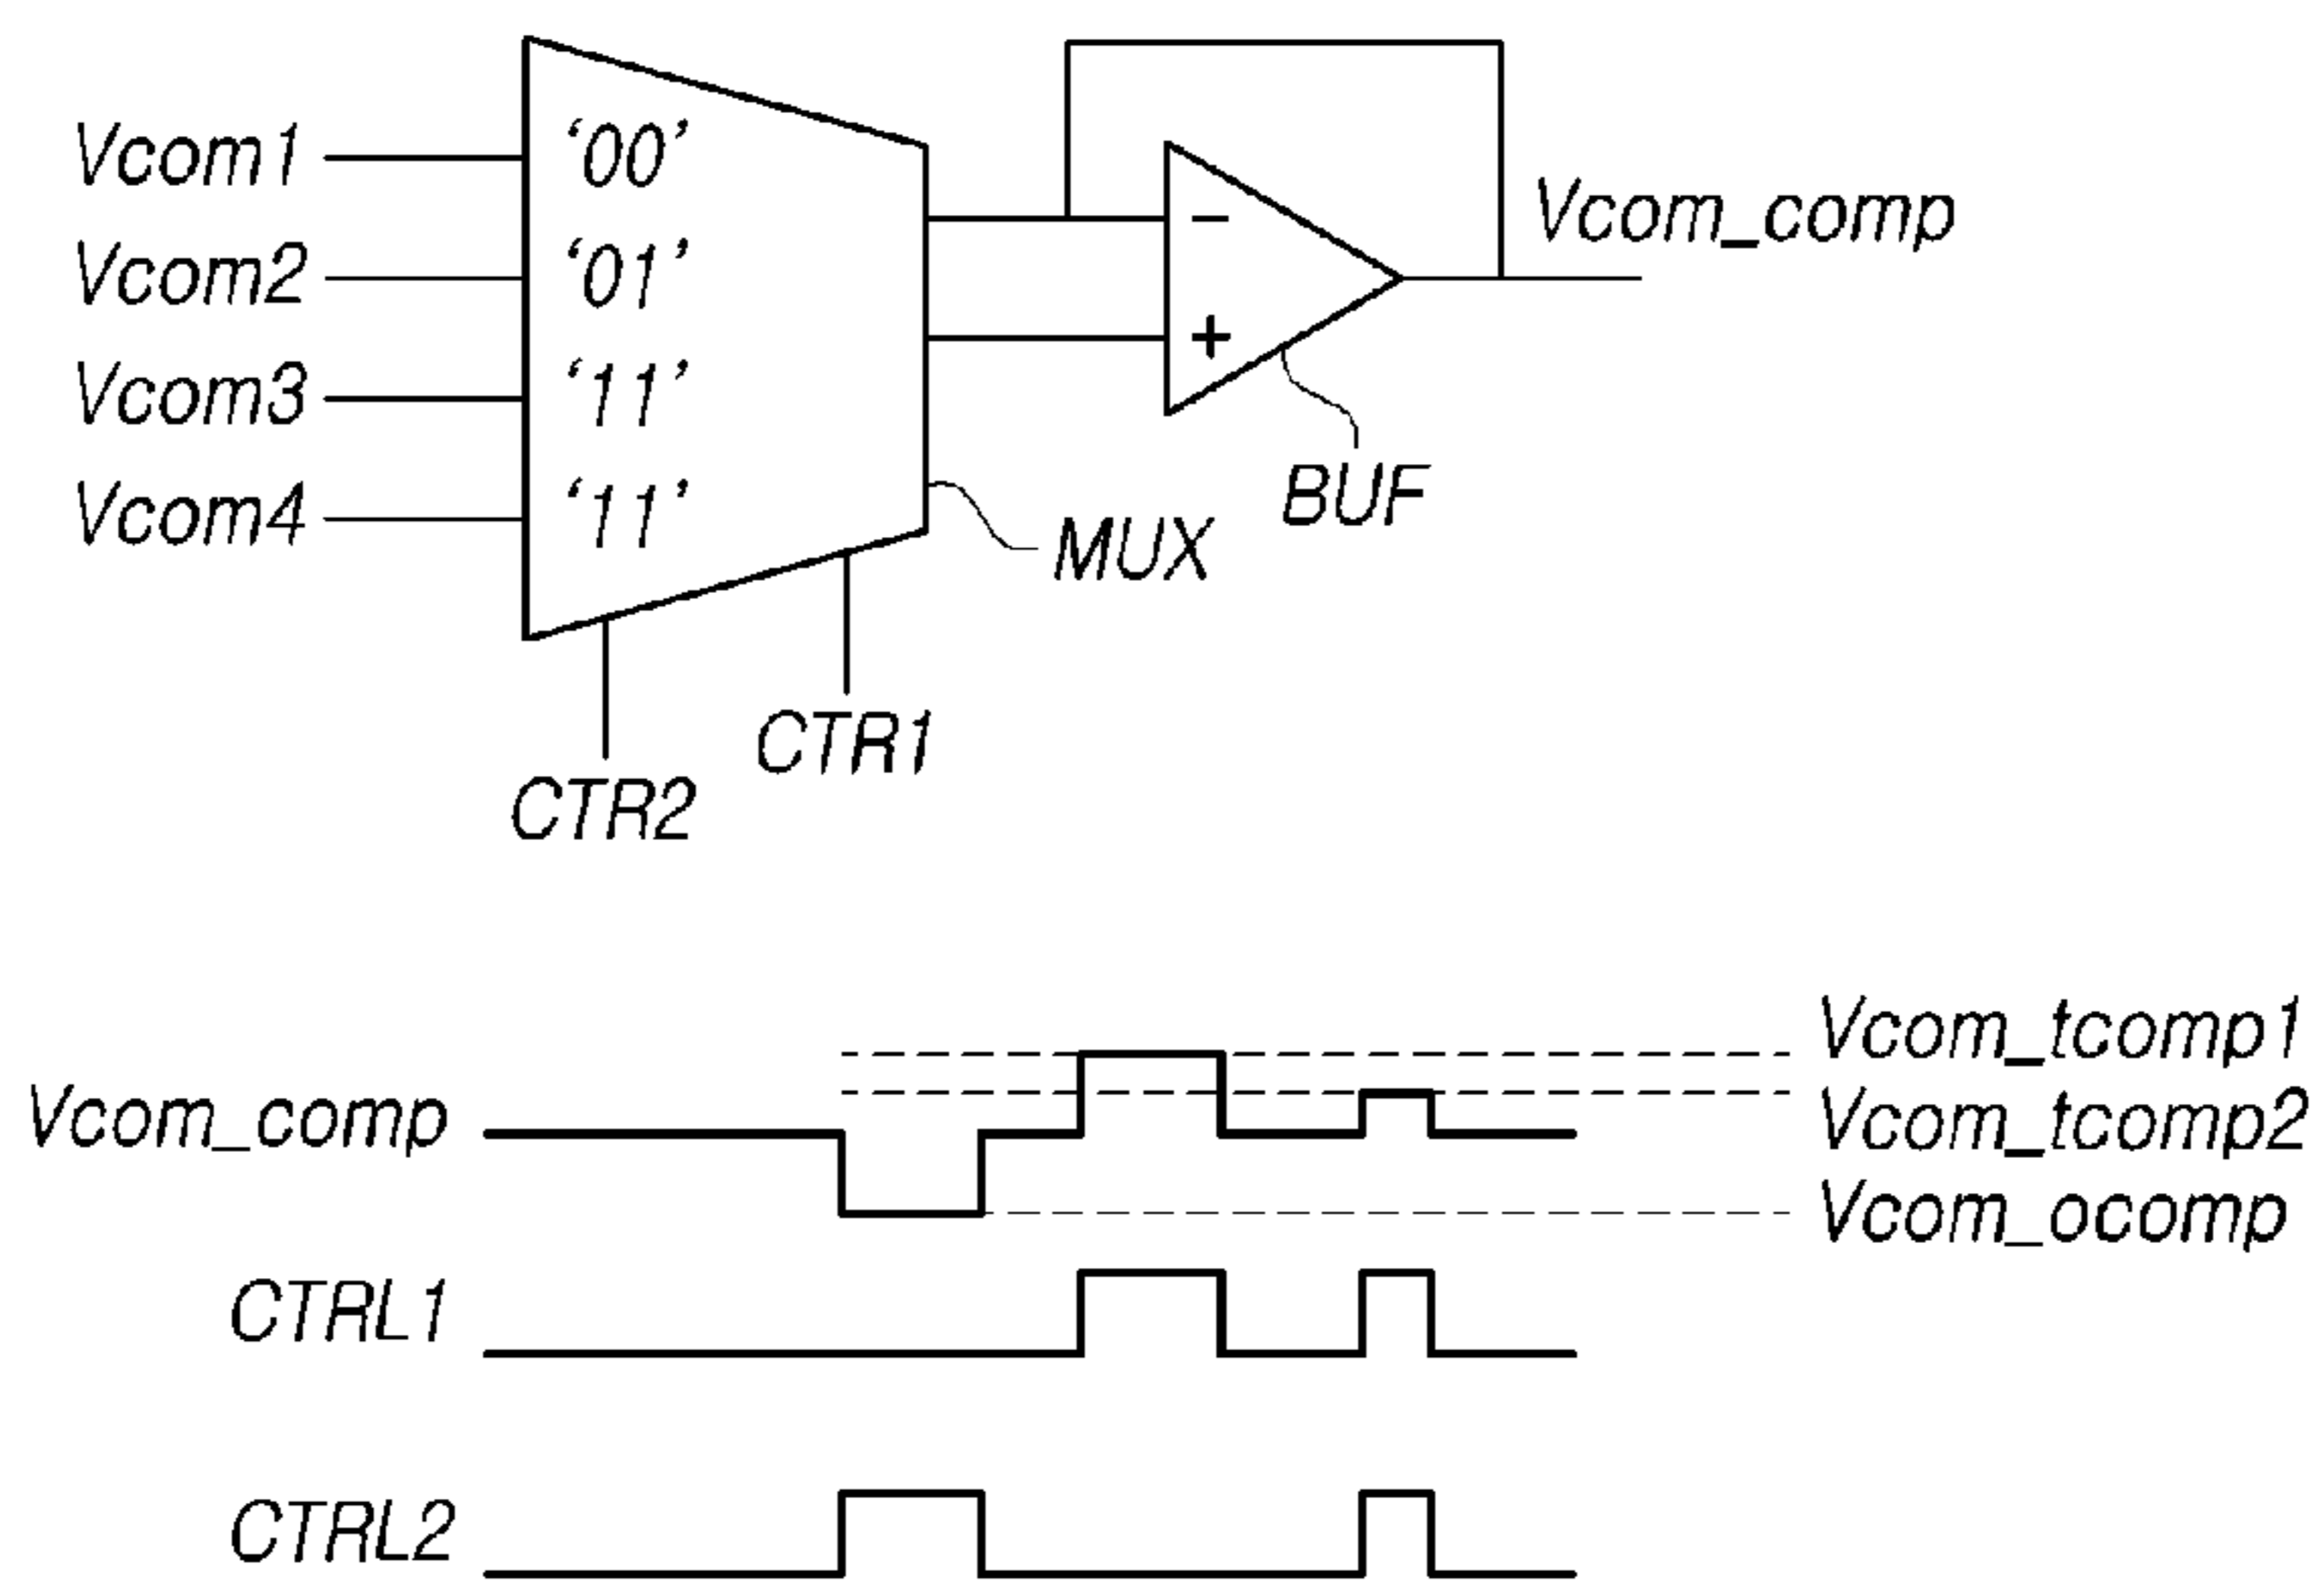 Vcom1 '00'
Vcom2 '01'
Vcom3 '11'
Vcom4 '11'
−
+
Vcom_comp
BUF
MUX
CTR1
CTR2
Vcom_tcomp1
Vcom_comp
Vcom_tcomp2
Vcom_ocomp
CTRL1
CTRL2